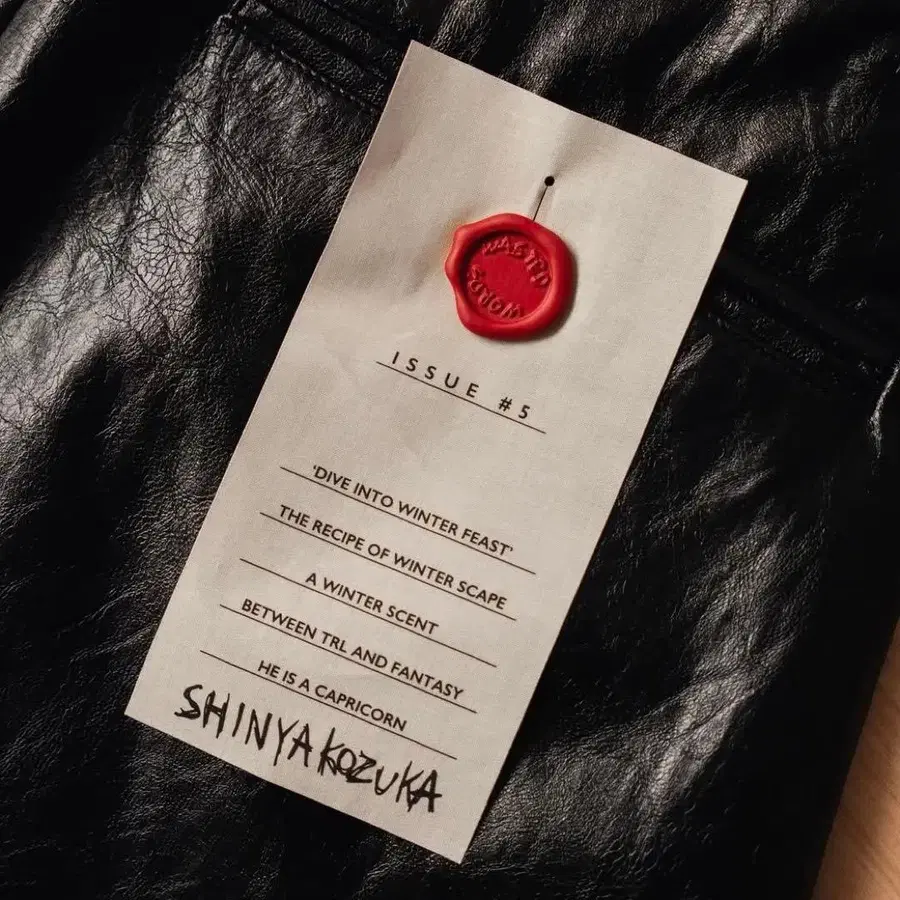 WASTED
WORDS
ISSUE #5
'DIVE INTO WINTER FEAST'
THE RECIPE OF WINTER SCAPE
A WINTER SCENT
BETWEEN TRL AND FANTASY
HE IS A CAPRICORN
SHINYAKOZUKA